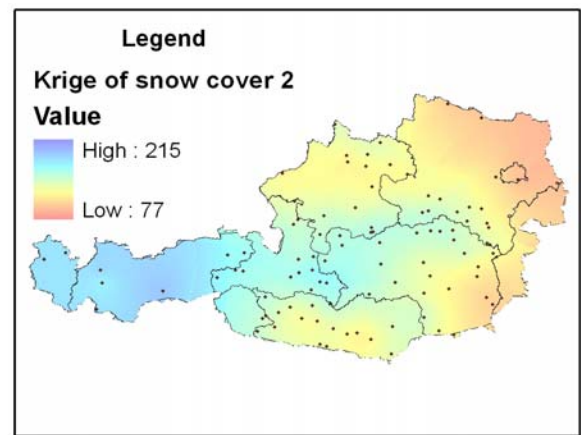 Legend
Krige of snow cover 2
Value
High : 215
Low : 77